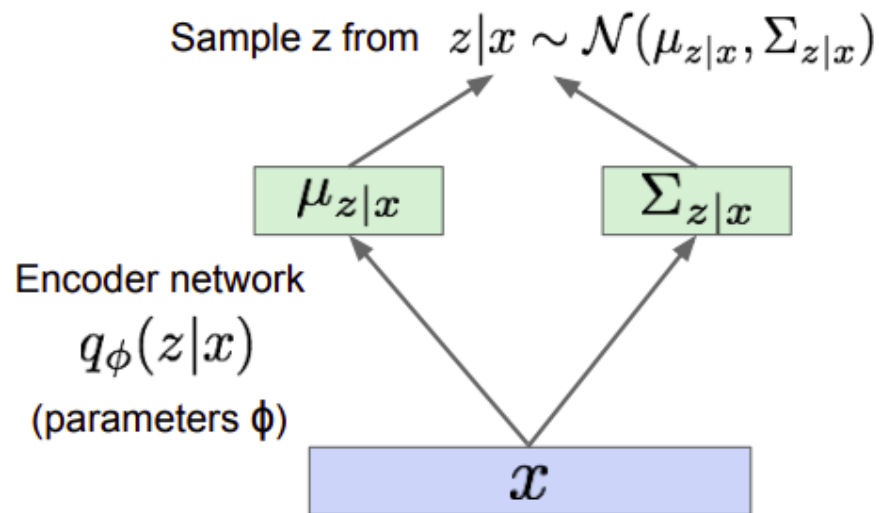 Sample z from z|x ∼ 𝒩(μ_{z|x}, Σ_{z|x})
μ_{z|x} Σ_{z|x}
Encoder network
q_ϕ(z|x)
(parameters ϕ)
x